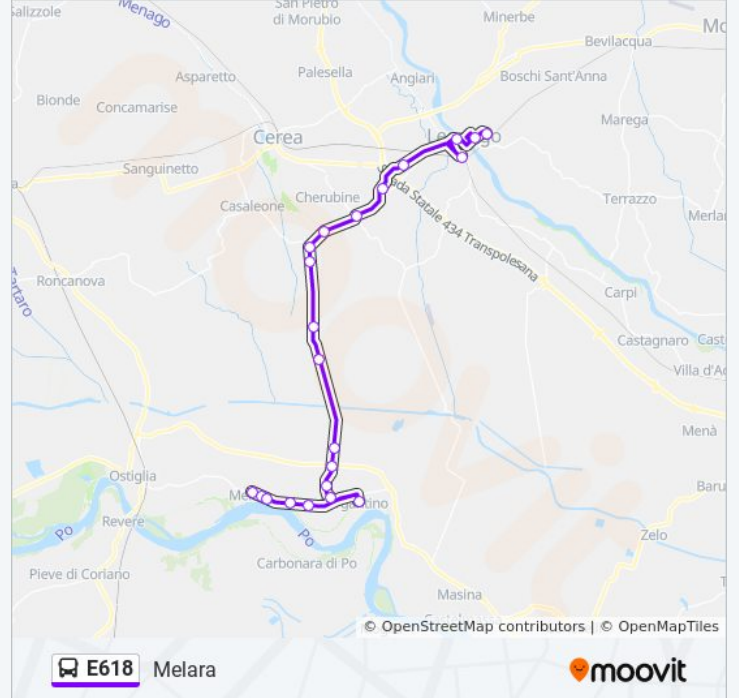 Salizzole
Menago
San Pietro
di Morubio
Minerbe
Bevilacqua
Asparetto
Palesella
Angiari
Boschi Sant'Anna
Bionde
Concamarise
Marega
Cerea
Sanguinetto
Cherubine
Casaleone
Terrazzo
Strada Statale 434 Transpolesana
Roncanova
Tartaro
Carpi
Castagnaro
Menà
Ostiglia
Revere
Po
Po
Zelo
Carbonara di Po
Pieve di Coriano
Masina
© OpenStreetMap contributors | © OpenMapTiles
E618 Melara
moovit
moovit